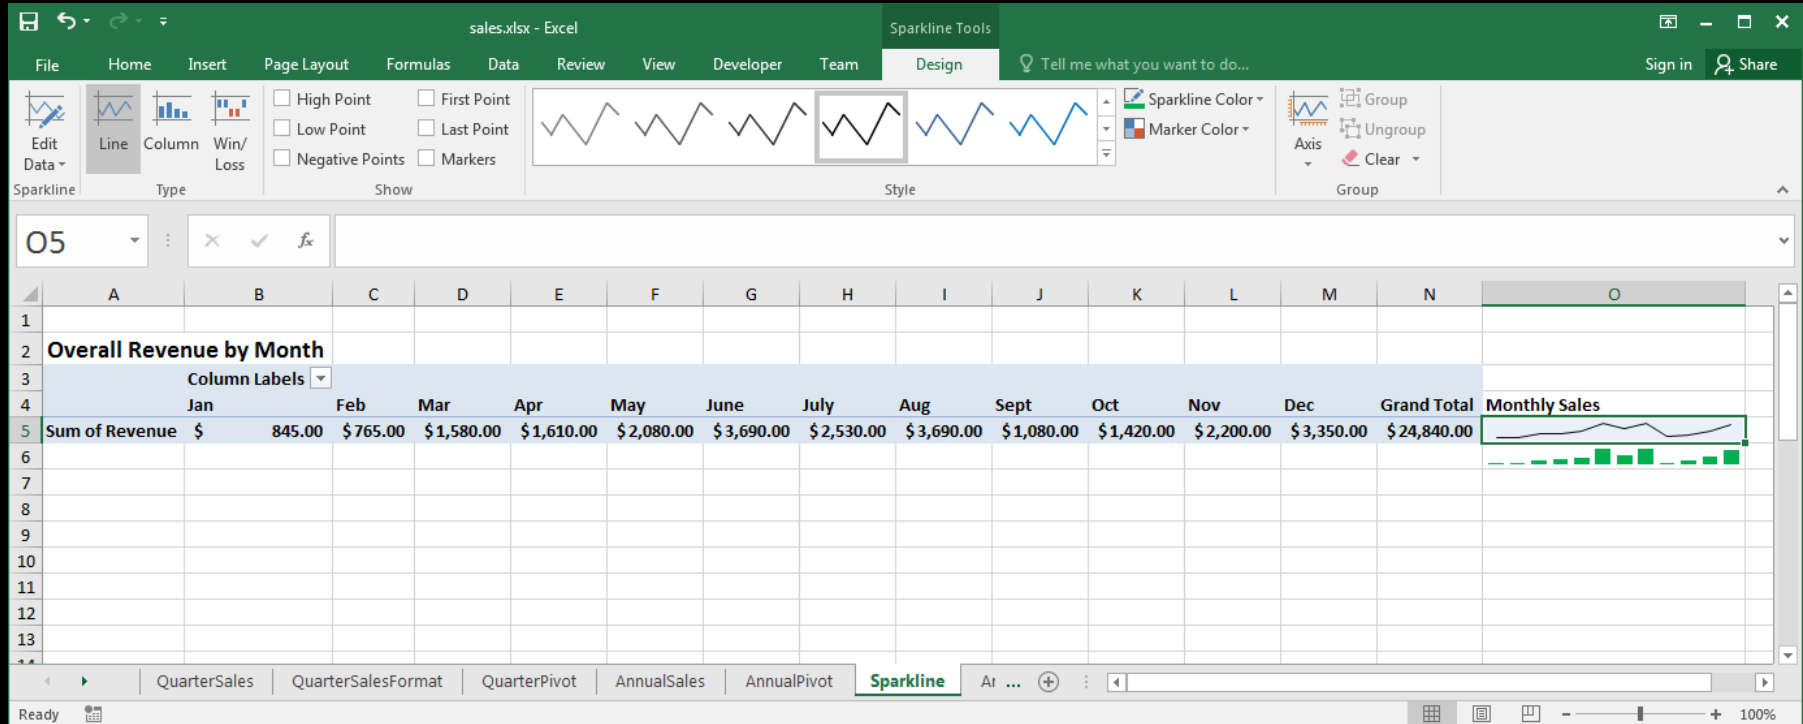 sales.xlsx - Excel
Sparkline Tools
File Home Insert Page Layout Formulas Data Review View Developer Team Design Tell me what you want to do... Sign in Share
Edit Data
Line
Column
Win/
Loss
High Point
Low Point
Negative Points
First Point
Last Point
Markers
Sparkline Color
Marker Color
Axis
Group
Ungroup
Clear
Sparkline Type Show Style Group
O5 fx
A B C D E F G H I J K L M N O
1
2 Overall Revenue by Month
3 Column Labels
4 Jan Feb Mar Apr May June July Aug Sept Oct Nov Dec Grand Total Monthly Sales
5 Sum of Revenue $ 845.00 $765.00 $1,580.00 $1,610.00 $2,080.00 $3,690.00 $2,530.00 $3,690.00 $1,080.00 $1,420.00 $2,200.00 $3,350.00 $24,840.00
6
7
8
9
10
11
12
13
QuarterSales QuarterSalesFormat QuarterPivot AnnualSales AnnualPivot Sparkline ...
Ready 100%